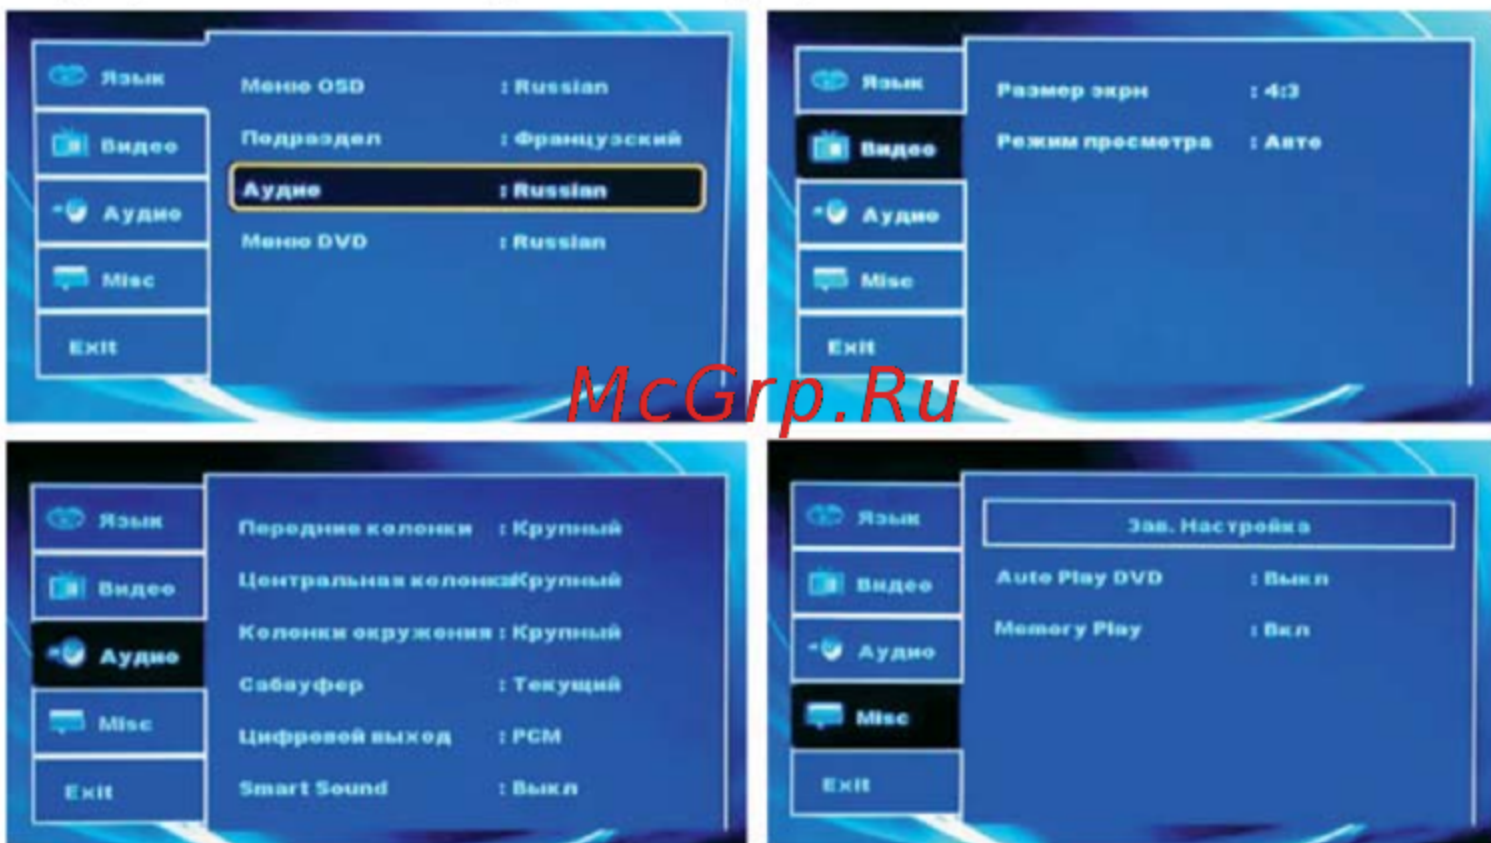 Язык
Меню OSD : Russian
Видео
Подраздел : Французский
Аудио : Russian
Аудио
Меню DVD : Russian
Misc
Exit
Язык
Размер экрн : 4:3
Видео
Режим просмотра : Авто
Аудио
Misc
Exit
McGrp.Ru
Язык
Передние колонки : Крупный
Видео
Центральная колонка:Крупный
Аудио
Колонки окружения : Крупный
Сабвуфер : Текущий
Misc
Цифровой выход : PCM
Exit
Smart Sound : Выкл
Язык
Зав. Настройка
Видео
Auto Play DVD : Выкл
Аудио
Memory Play : Вкл
Misc
Exit